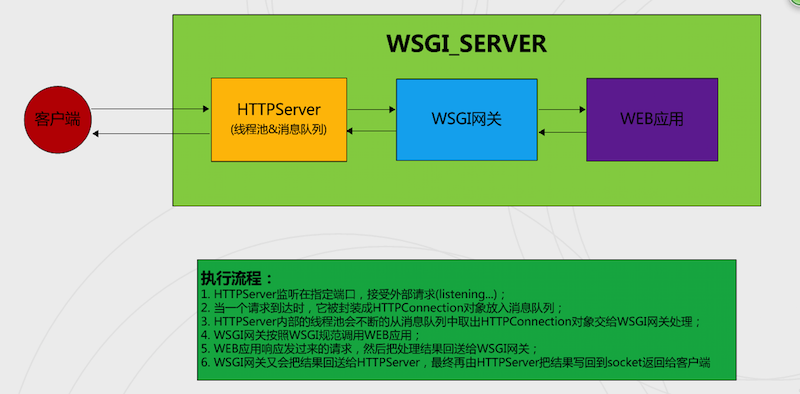 WSGI_SERVER
客户端
HTTPServer
(线程池&消息队列)
WSGI网关
WEB应用
执行流程：
1. HTTPServer监听在指定端口，接受外部请求(listening...)；
2. 当一个请求到达时，它被封装成HTTPConnection对象放入消息队列；
3. HTTPServer内部的线程池会不断的从消息队列中取出HTTPConnection对象交给WSGI网关处理；
4. WSGI网关按照WSGI规范调用WEB应用；
5. WEB应用响应发过来的请求，然后把处理结果回送给WSGI网关；
6. WSGI网关又会把结果回送给HTTPServer，最终再由HTTPServer把结果写回到socket返回给客户端